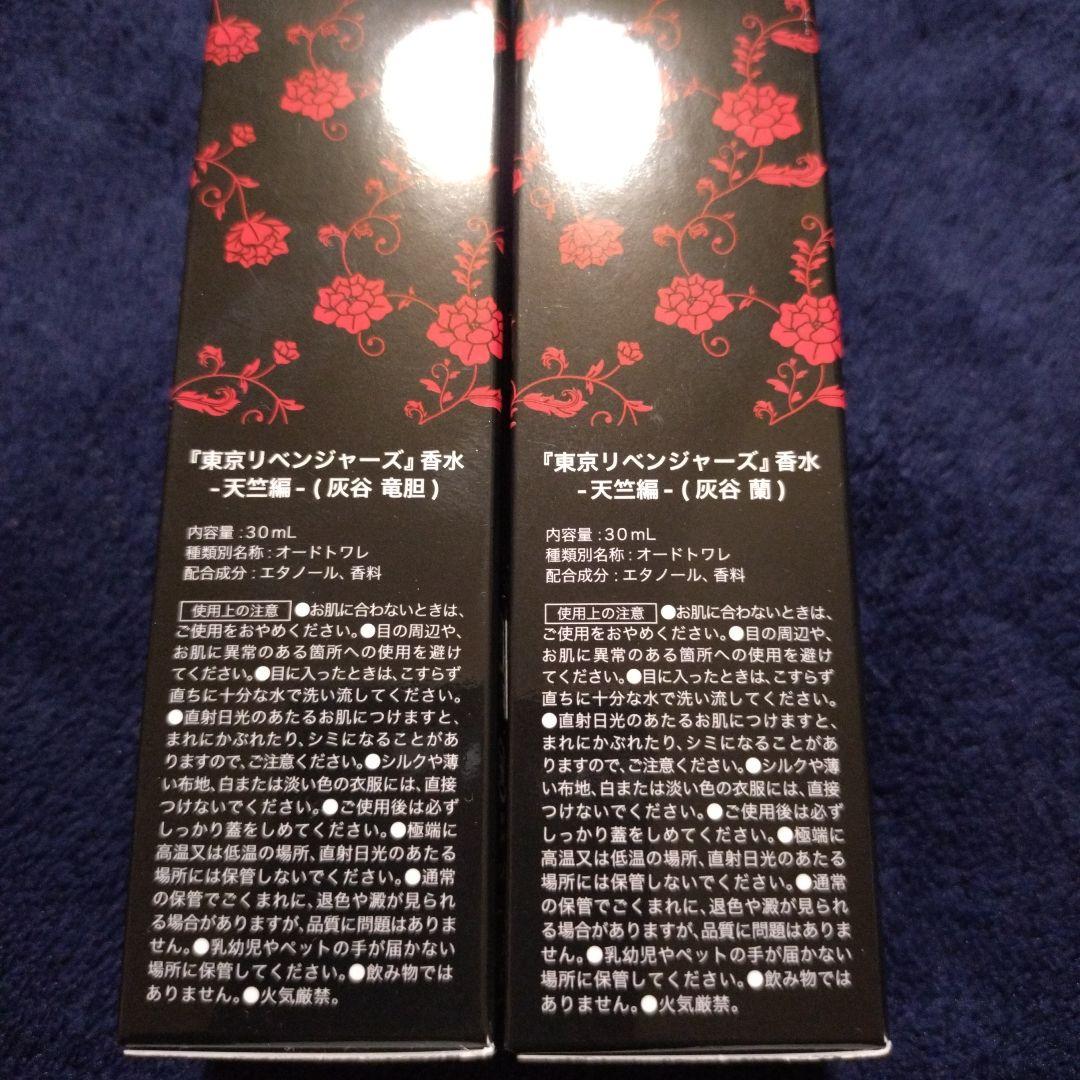 『東京リベンジャーズ』香水
-天竺編-(灰谷 竜胆)
内容量:30mL
種類別名称:オードトワレ
配合成分:エタノール、香料
使用上の注意 ●お肌に合わないときは、
ご使用をおやめください。●目の周辺や、
お肌に異常のある箇所への使用を避け
てください。●目に入ったときは、こすらず
直ちに十分な水で洗い流してください。
●直射日光のあたるお肌につけますと、
まれにかぶれたり、シミになることがあ
りますので、ご注意ください。●シルクや薄
い布地、白または淡い色の衣服には、直接
つけないでください。●ご使用後は必ず
しっかり蓋をしめてください。●極端に
高温又は低温の場所、直射日光のあたる
場所には保管しないでください。●通常
の保管でごくまれに、退色や澱が見られ
る場合がありますが、品質に問題はありま
せん。●乳幼児やペットの手が届かない
場所に保管してください。●飲み物では
ありません。●火気厳禁。
『東京リベンジャーズ』香水
-天竺編-(灰谷 蘭)
内容量:30mL
種類別名称:オードトワレ
配合成分:エタノール、香料
使用上の注意 ●お肌に合わないときは、
ご使用をおやめください。●目の周辺や、
お肌に異常のある箇所への使用を避け
てください。●目に入ったときは、こすらず
直ちに十分な水で洗い流してください。
●直射日光のあたるお肌につけますと、
まれにかぶれたり、シミになることがあ
りますので、ご注意ください。●シルクや薄
い布地、白または淡い色の衣服には、直接
つけないでください。●ご使用後は必ず
しっかり蓋をしめてください。●極端に
高温又は低温の場所、直射日光のあたる
場所には保管しないでください。●通常
の保管でごくまれに、退色や澱が見られ
る場合がありますが、品質に問題はありま
せん。●乳幼児やペットの手が届かない
場所に保管してください。●飲み物では
ありません。●火気厳禁。